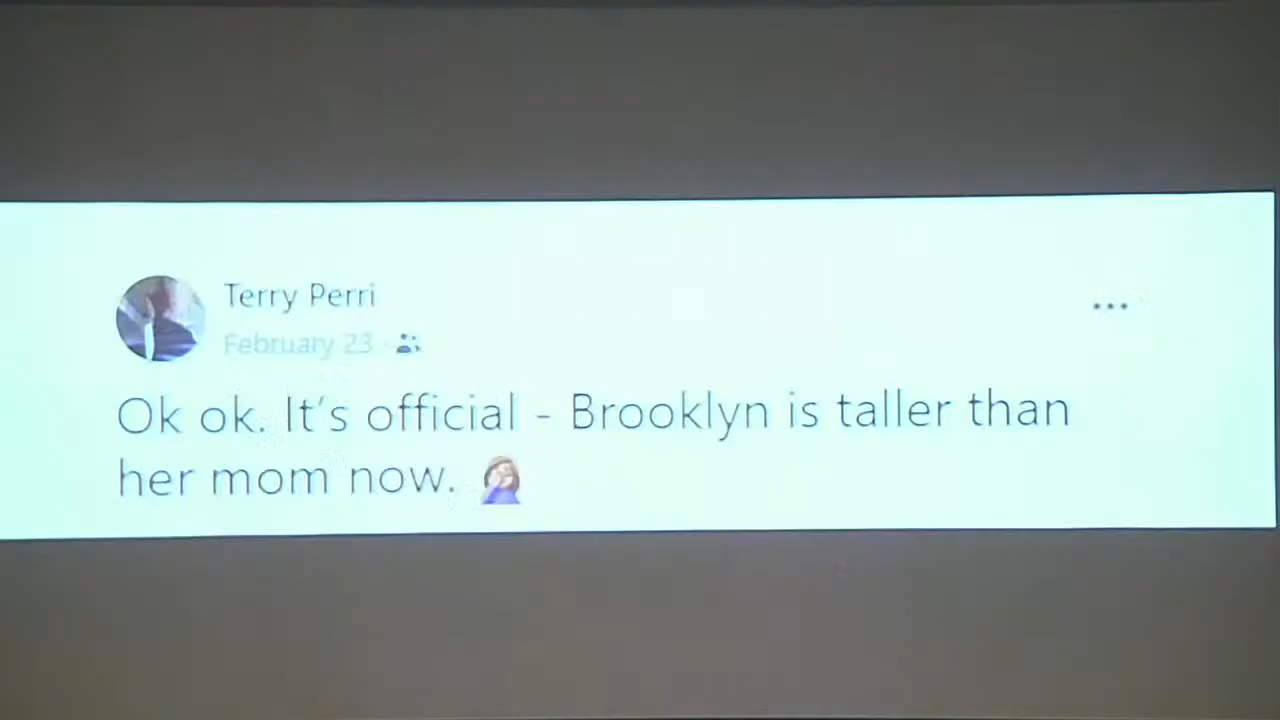 Terry Perri
February 23
Ok ok. It's official - Brooklyn is taller than
her mom now.